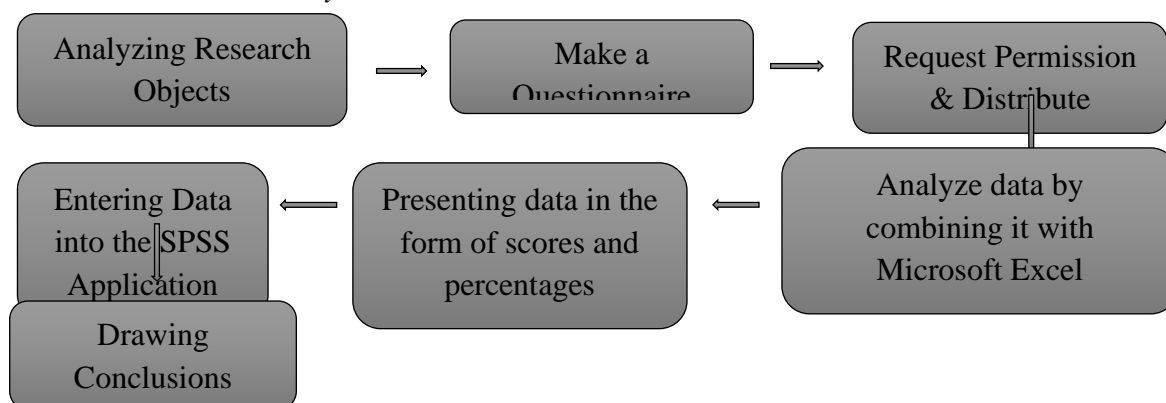 Analyzing Research
Objects
Make a
Questionnaire
Request Permission
& Distribute
Analyze data by
combining it with
Microsoft Excel
Presenting data in the
form of scores and
percentages
Entering Data
into the SPSS
Application
Drawing
Conclusions